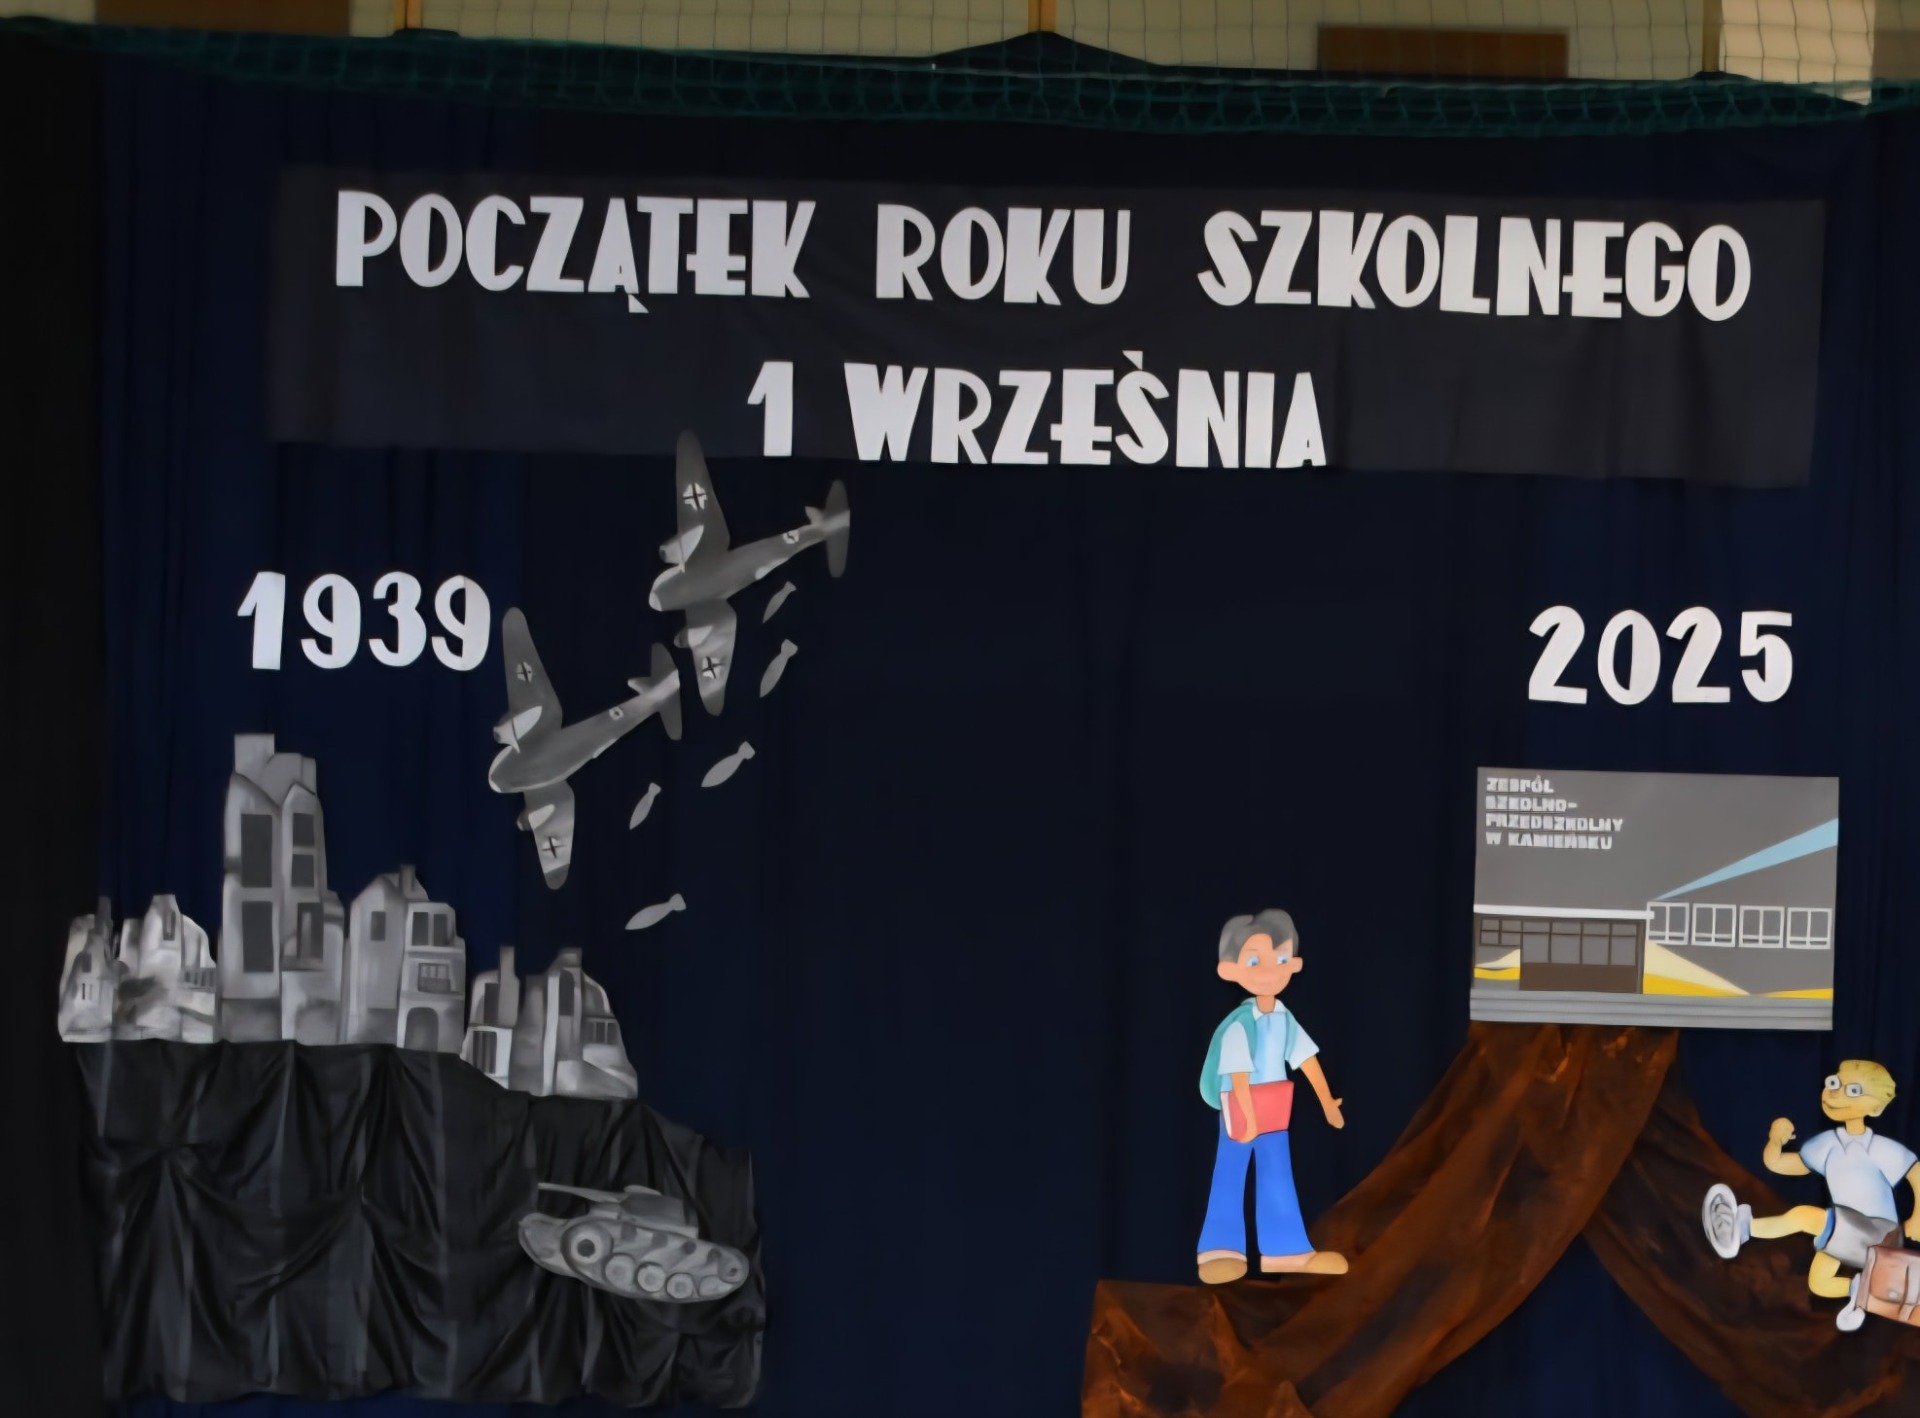 POCZĄTEK ROKU SZKOLNEGO
1 WRZEŚNIA
1939
2025
ZESPÓŁ
SZKOLNO-
PRZEDSZKOLNY
W KAMIEŃSKU